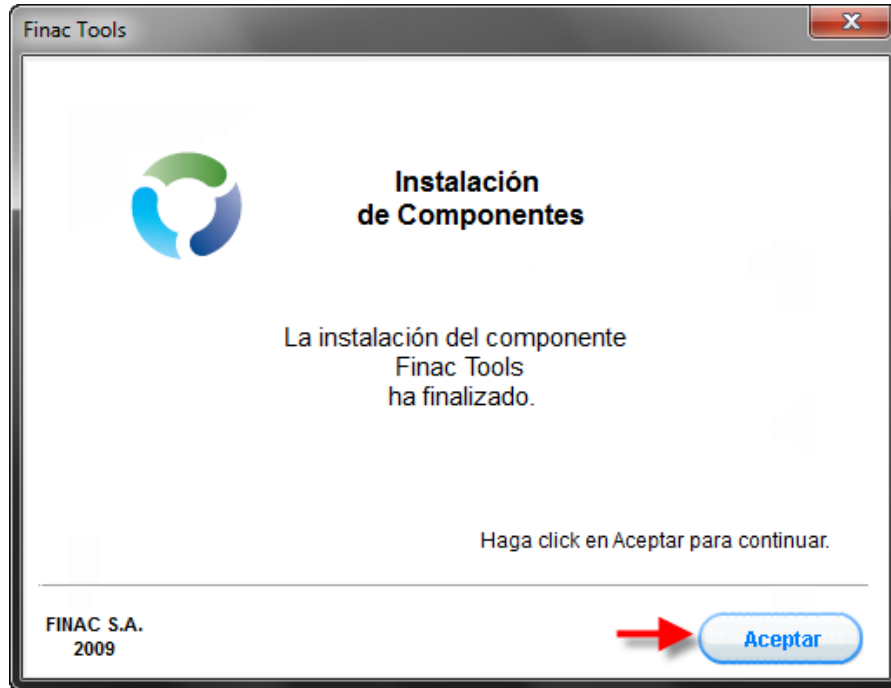 Finac Tools
Instalación
de Componentes
La instalación del componente
Finac Tools
ha finalizado.
Haga click en Aceptar para continuar.
FINAC S.A.
2009
Aceptar